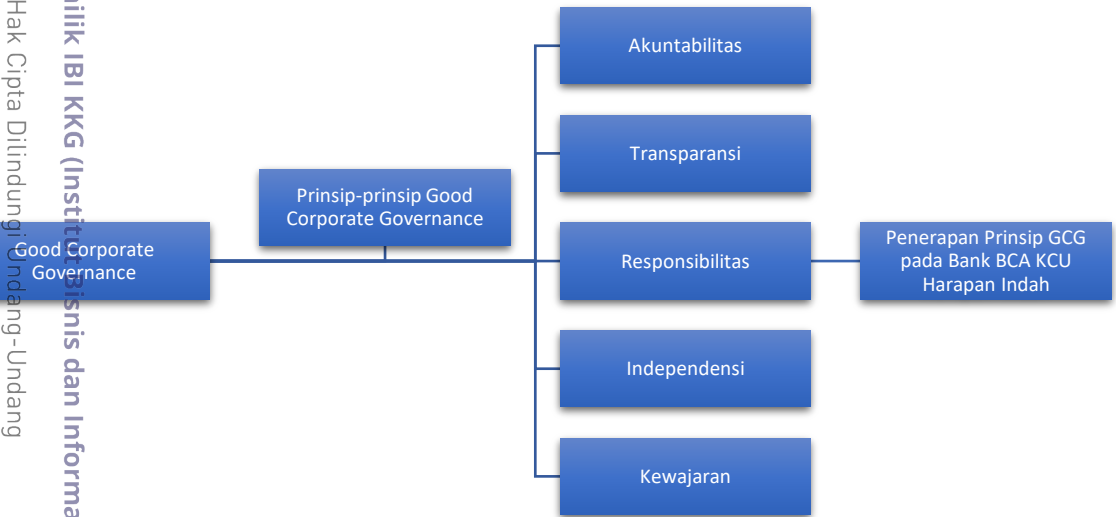 Hak Cipta Dilindungi Undang-Undang
milik IBI KKG (Institut Bisnis dan Informa
Good Corporate
Governance
Prinsip-prinsip Good
Corporate Governance
Akuntabilitas
Transparansi
Responsibilitas
Independensi
Kewajaran
Penerapan Prinsip GCG
pada Bank BCA KCU
Harapan Indah